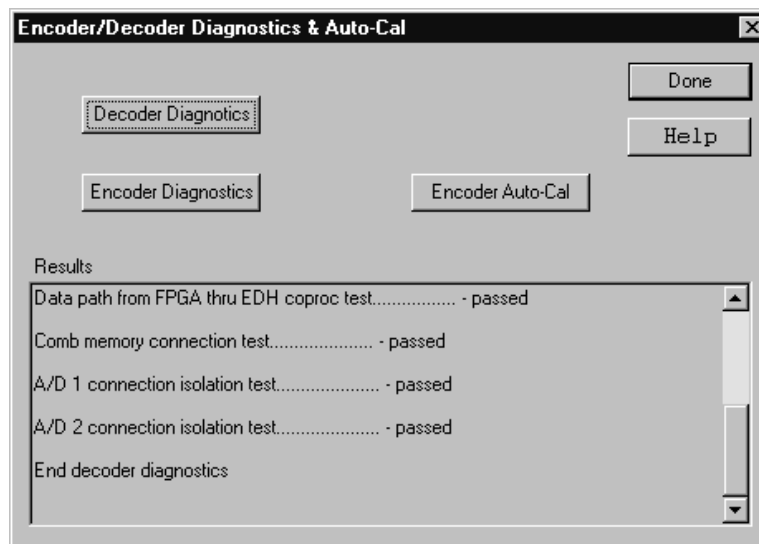 Encoder/Decoder Diagnostics & Auto-Cal
Done
Decoder Diagnotics
Help
Encoder Diagnostics
Encoder Auto-Cal
Results
Data path from FPGA thru EDH coproc test................ - passed
Comb memory connection test.................... - passed
A/D 1 connection isolation test.................... - passed
A/D 2 connection isolation test.................... - passed
End decoder diagnostics